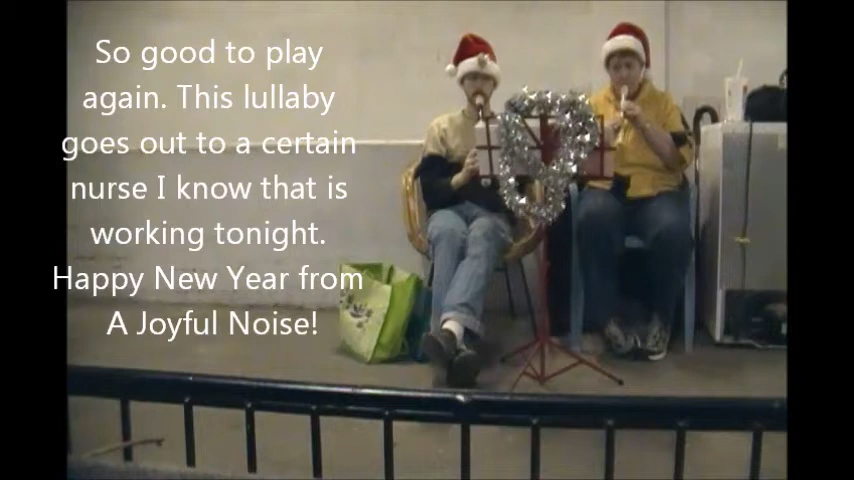 So good to play
again. This lullaby
goes out to a certain
nurse I know that is
working tonight.
Happy New Year from
A Joyful Noise!